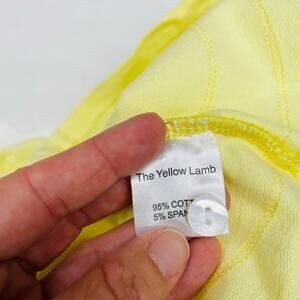 The Yellow Lamb
95% COTT
5% SPAN